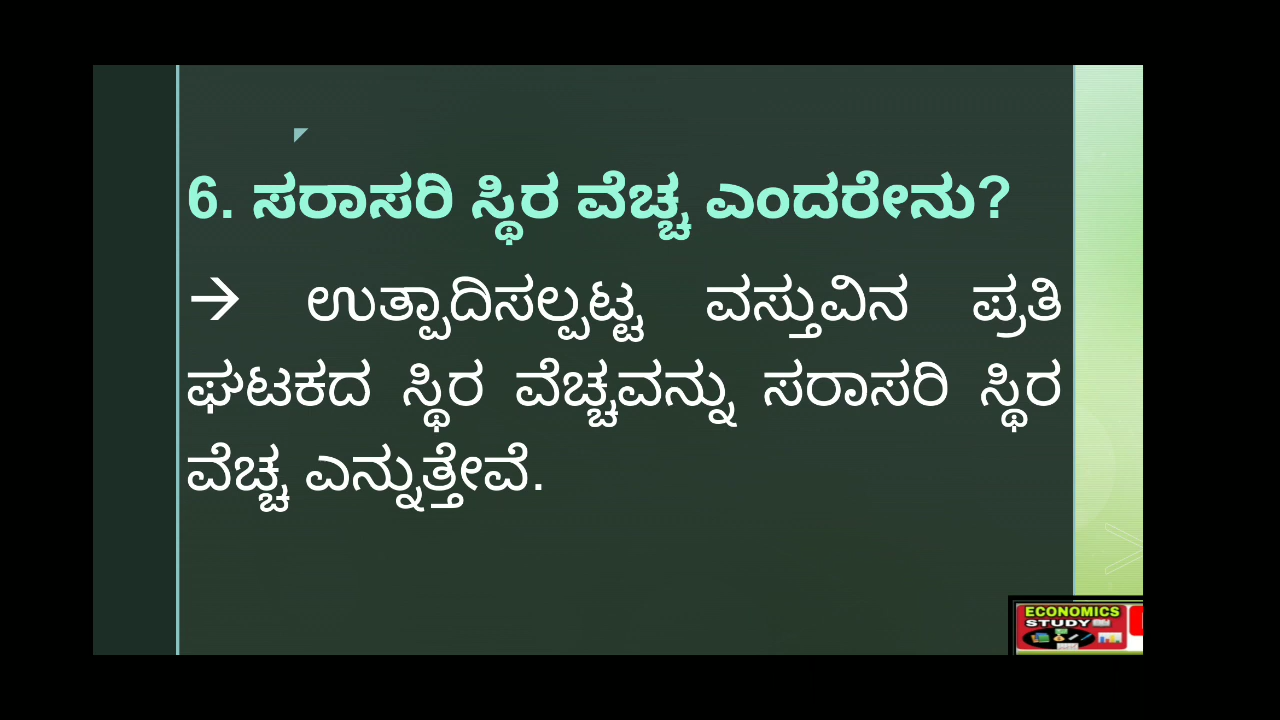 6. ಸರಾಸರಿ ಸ್ಥಿರ ವೆಚ್ಚ ಎಂದರೇನು?
→ ಉತ್ಪಾದಿಸಲ್ಪಟ್ಟ ವಸ್ತುವಿನ ಪ್ರತಿ
ಘಟಕದ ಸ್ಥಿರ ವೆಚ್ಚವನ್ನು ಸರಾಸರಿ ಸ್ಥಿರ
ವೆಚ್ಚ ಎನ್ನುತ್ತೇವೆ.
ECONOMICS
STUDY